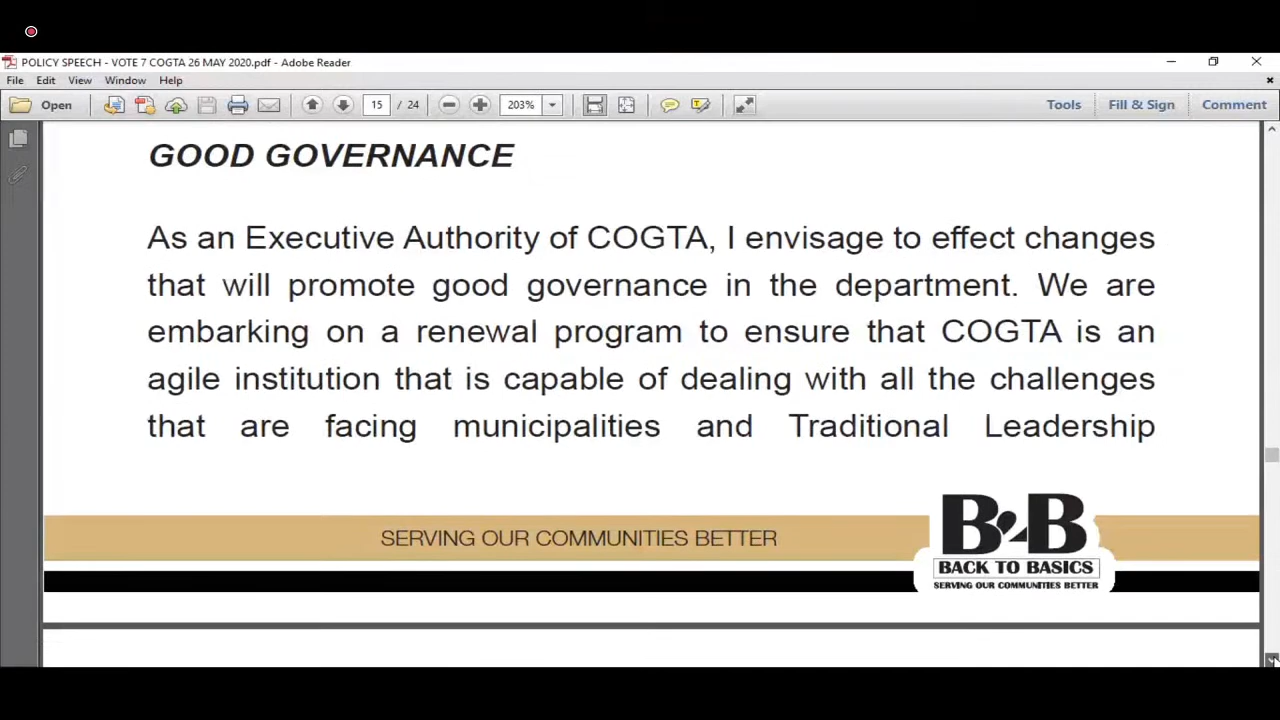 POLICY SPEECH - VOTE 7 COGTA 26 MAY 2020.pdf - Adobe Reader
File Edit View Window Help
Open 15 / 24 203% Tools Fill & Sign Comment
GOOD GOVERNANCE
As an Executive Authority of COGTA, I envisage to effect changes
that will promote good governance in the department. We are
embarking on a renewal program to ensure that COGTA is an
agile institution that is capable of dealing with all the challenges
that are facing municipalities and Traditional Leadership
SERVING OUR COMMUNITIES BETTER
B2B
BACK TO BASICS
SERVING OUR COMMUNITIES BETTER